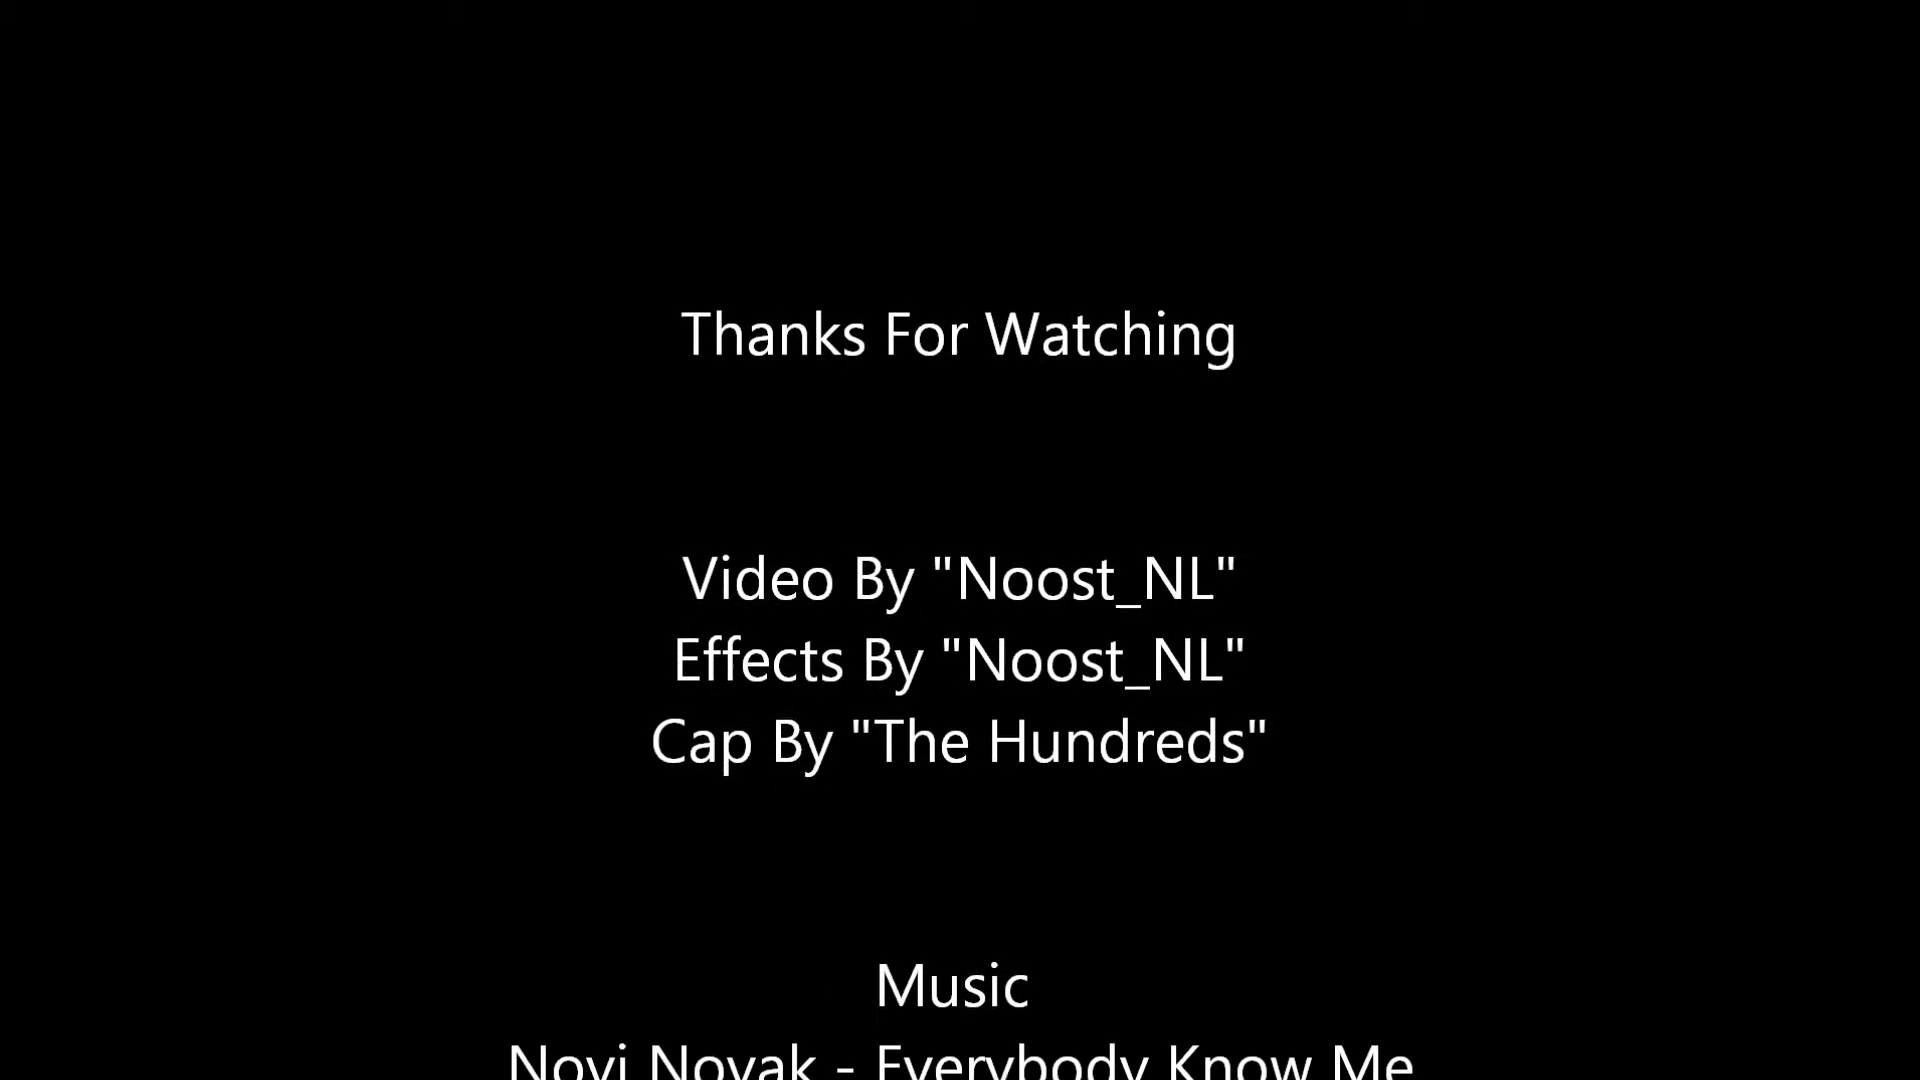 Thanks For Watching
Video By "Noost_NL"
Effects By "Noost_NL"
Cap By "The Hundreds"
Music
Novi Novak - Everybody Know Me